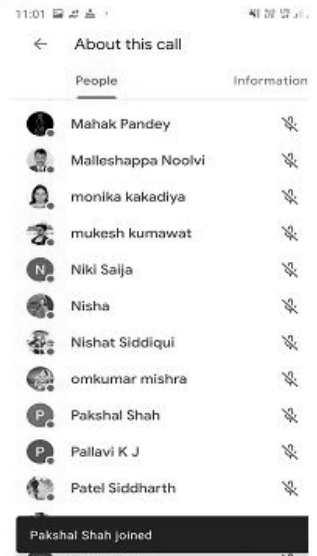 11:01
← About this call
People Information
Mahak Pandey
Malleshappa Noolvi
monika kakadiya
mukesh kumawat
N Niki Saija
Nisha
Nishat Siddiqui
omkumar mishra
P Pakshal Shah
P Pallavi K J
Patel Siddharth
Pakshal Shah joined